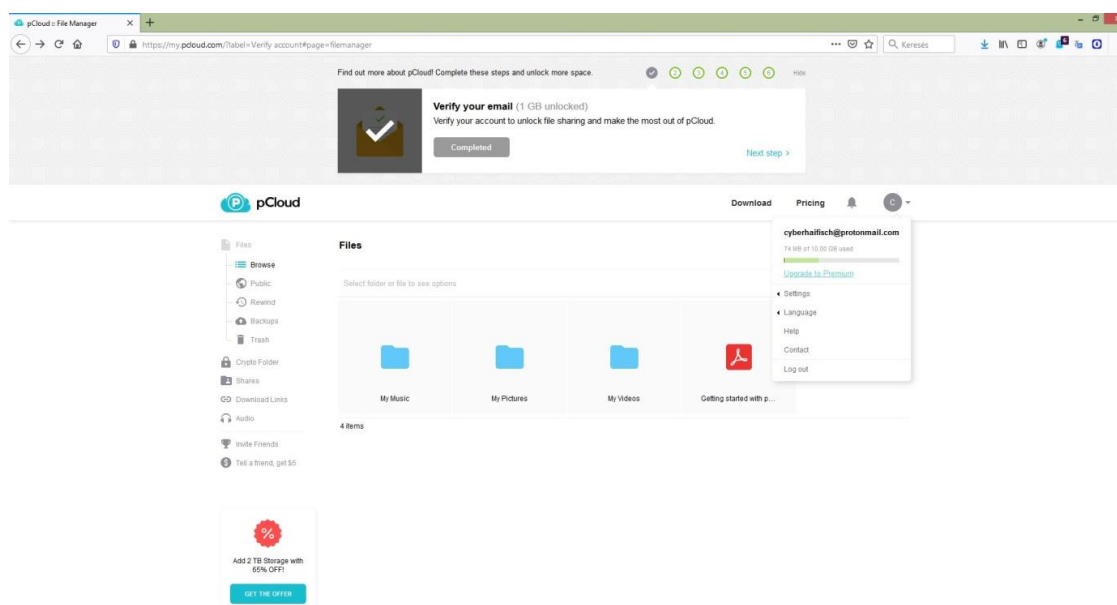 pCloud :: File Manager
https://my.pcloud.com/?label=Verify account#page=filemanager
Keresés
Find out more about pCloud! Complete these steps and unlock more space.
2 3 4 5 6
Hide
Verify your email (1 GB unlocked)
Verify your account to unlock file sharing and make the most out of pCloud.
Completed
Next step >
P pCloud
Download Pricing C
cyberhaifisch@protonmail.com
74 MB of 10.00 GB used
Upgrade to Premium
Settings
Language
Help
Contact
Log out
Files
Browse
Public
Rewind
Backups
Trash
Crypto Folder
Shares
Download Links
Audio
Invite Friends
Tell a friend, get $5
Files
Select folder or file to see options
My Music
My Pictures
My Videos
Getting started with p...
4 items
%
Add 2 TB Storage with
65% OFF!
GET THE OFFER